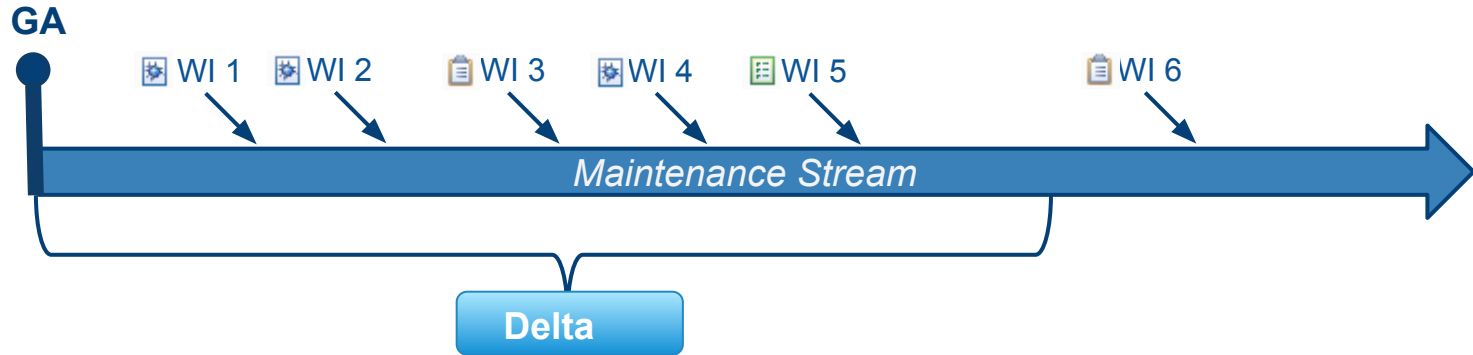 GA
WI 1
WI 2
WI 3
WI 4
WI 5
WI 6
Maintenance Stream
Delta